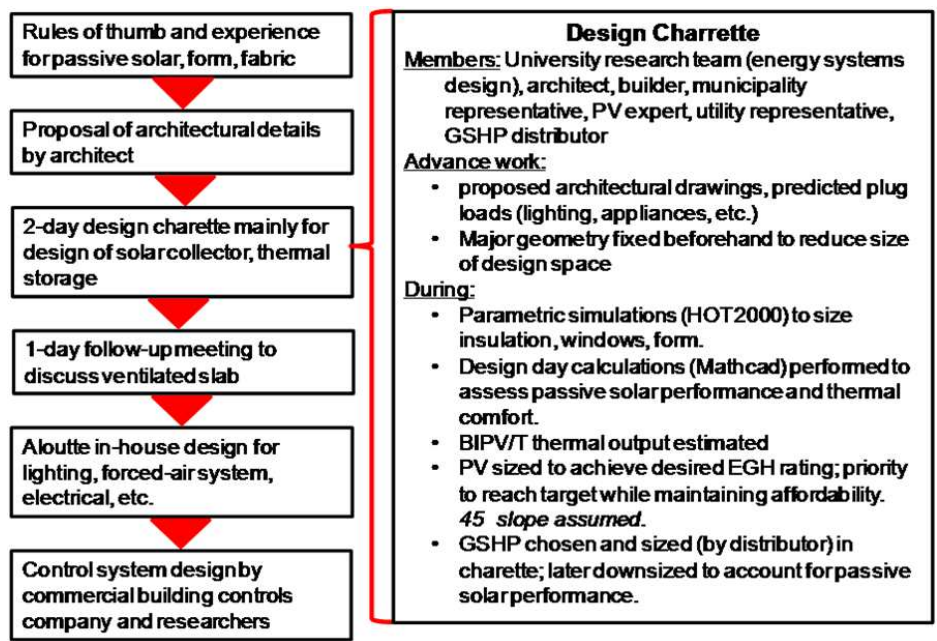 Rules of thumb and experience
for passive solar, form, fabric
Proposal of architectural details
by architect
2-day design charette mainly for
design of solar collector, thermal
storage
1-day follow-up meeting to
discuss ventilated slab
Aloutte in-house design for
lighting, forced-air system,
electrical, etc.
Control system design by
commercial building controls
company and researchers
Design Charrette
Members: University research team (energy systems
design), architect, builder, municipality
representative, PV expert, utility representative,
GSHP distributor
Advance work:
• proposed architectural drawings, predicted plug
loads (lighting, appliances, etc.)
• Major geometry fixed beforehand to reduce size
of design space
During:
• Parametric simulations (HOT2000) to size
insulation, windows, form.
• Design day calculations (Mathcad) performed to
assess passive solar performance and thermal
comfort.
• BIPV/T thermal output estimated
• PV sized to achieve desired EGH rating; priority
to reach target while maintaining affordability.
45 slope assumed.
• GSHP chosen and sized (by distributor) in
charette; later downsized to account for passive
solar performance.